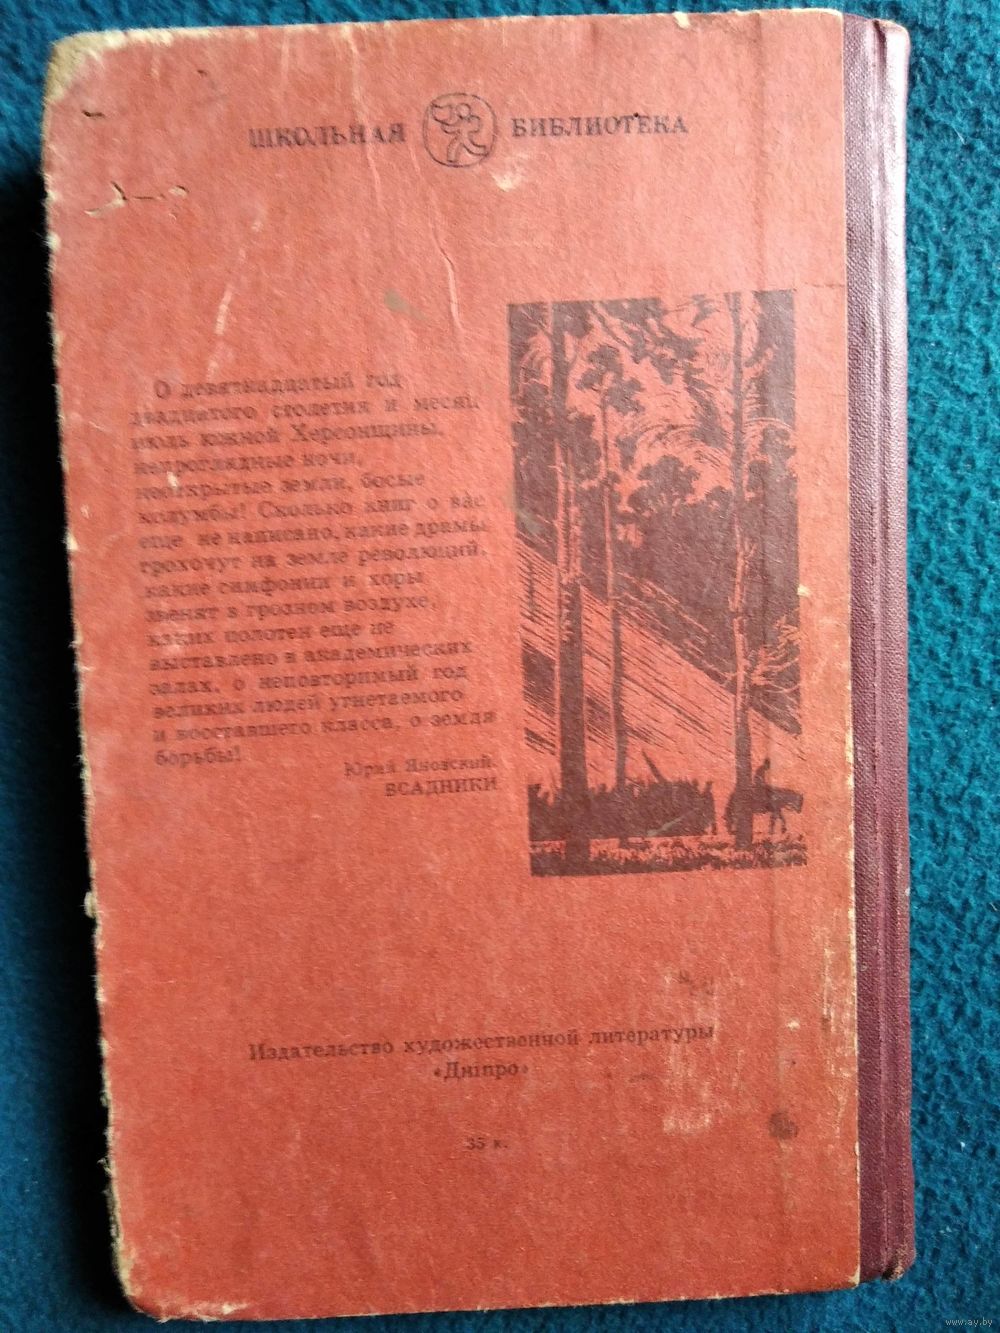 ШКОЛЬНАЯ БИБЛИОТЕКА
О девятнадцатый год
двадцатого столетия и месяц
июль южной Херсонщины,
непроглядные ночи,
неоткрытые земли, босые
колумбы! Сколько книг о вас
еще не написано, какие драмы
грохочут на земле революций,
какие симфонии и хоры
звенят в грозном воздухе,
каких полотен еще не
выставлено в академических
залах, о неповторимый год
великих людей угнетаемого
и восставшего класса, о земля
борьбы!
Юрий Яновский.
ВСАДНИКИ
Издательство художественной литературы
«Дніпро»
35 к.
www.ay.by